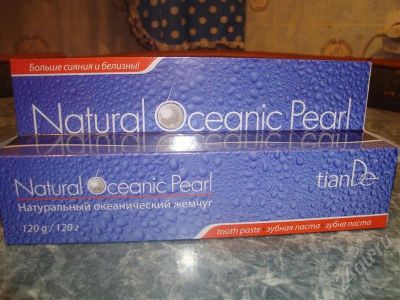 Больше сияния и белизны!
Natural Oceanic Pearl
Natural Oceanic Pearl
Натуральный океанический жемчуг
120 g / 120 г
tianDe
tooth paste • зубная паста • зубна паста